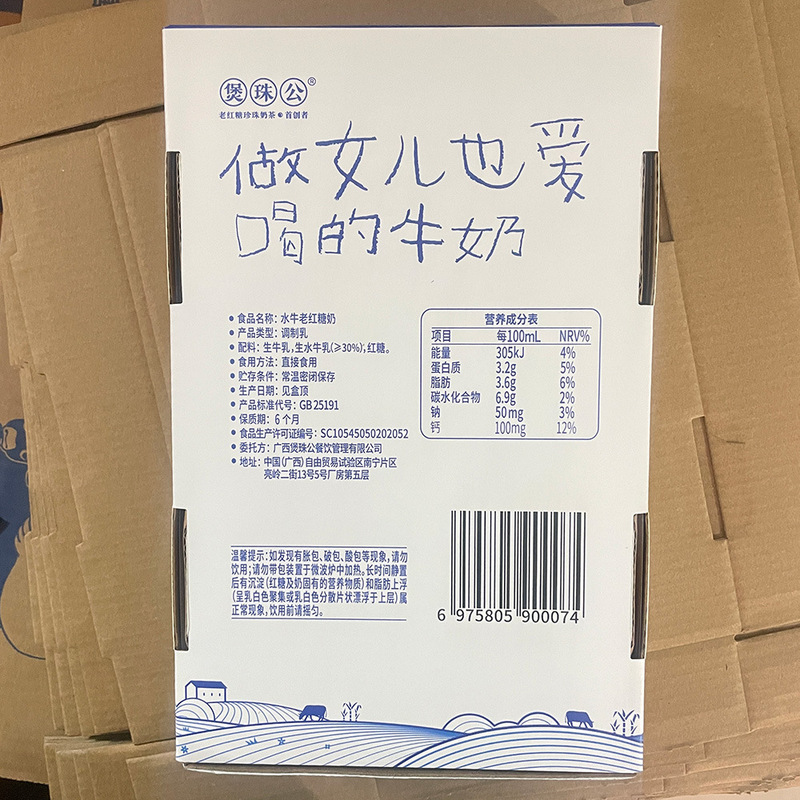 煲珠公®
老红糖珍珠奶茶 首创者
做女儿也爱
喝的牛奶
• 食品名称：水牛老红糖奶
• 产品类型：调制乳
• 配料：生牛乳，生水牛乳(≥30%)，红糖。
• 食用方法：直接食用
• 贮存条件：常温密闭保存
• 生产日期：见盒顶
• 产品标准代号：GB 25191
• 保质期：6 个月
• 食品生产许可证编号：SC10545050202052
• 委托方：广西煲珠公餐饮管理有限公司
• 地址：中国（广西）自由贸易试验区南宁片区
亮岭二街13号5号厂房第五层
营养成分表
项目 每100mL NRV%
能量 305kJ 4%
蛋白质 3.2g 5%
脂肪 3.6g 6%
碳水化合物 6.9g 2%
钠 50mg 3%
钙 100mg 12%
温馨提示：如发现有胀包、破包、酸包等现象，请勿
饮用；请勿带包装置于微波炉中加热。长时间静置
后有沉淀（红糖及奶固有的营养物质）和脂肪上浮
（呈乳白色聚集或乳白色分散片状漂浮于上层）属
正常现象，饮用前请摇匀。
6 975805 900074